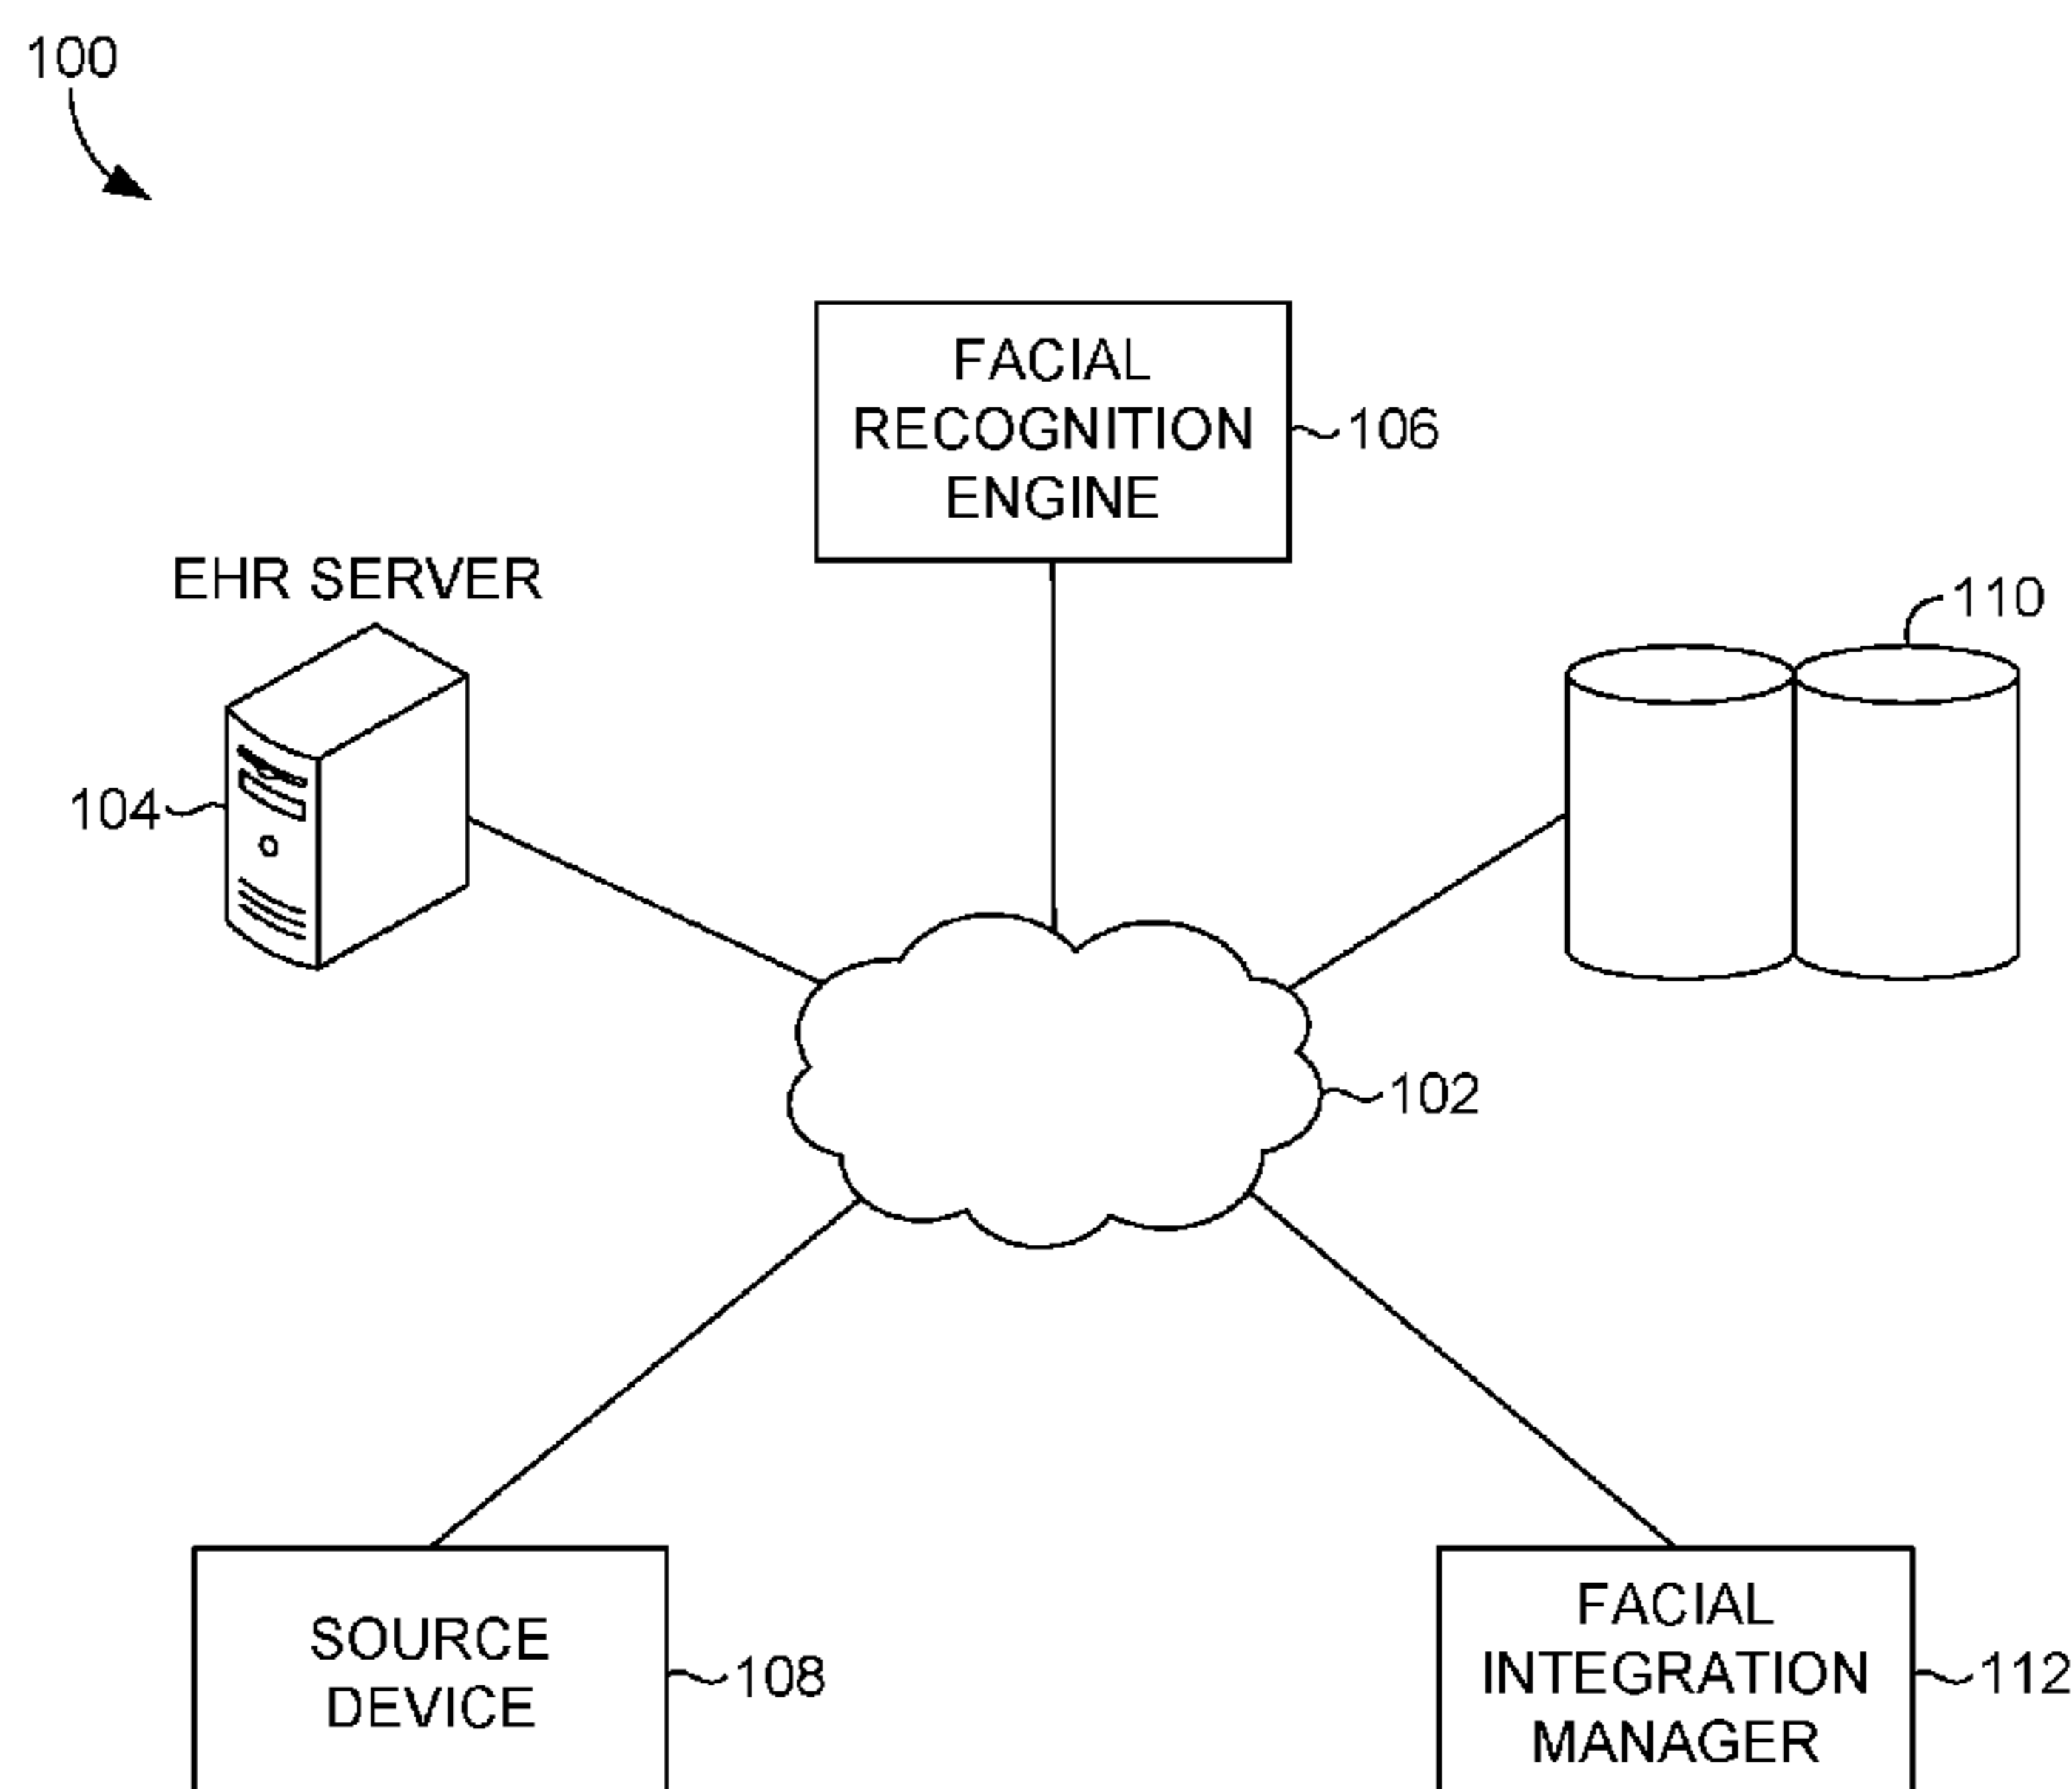 100
FACIAL
RECOGNITION
ENGINE
106
EHR SERVER
110
104
102
SOURCE
DEVICE
108
FACIAL
INTEGRATION
MANAGER
112